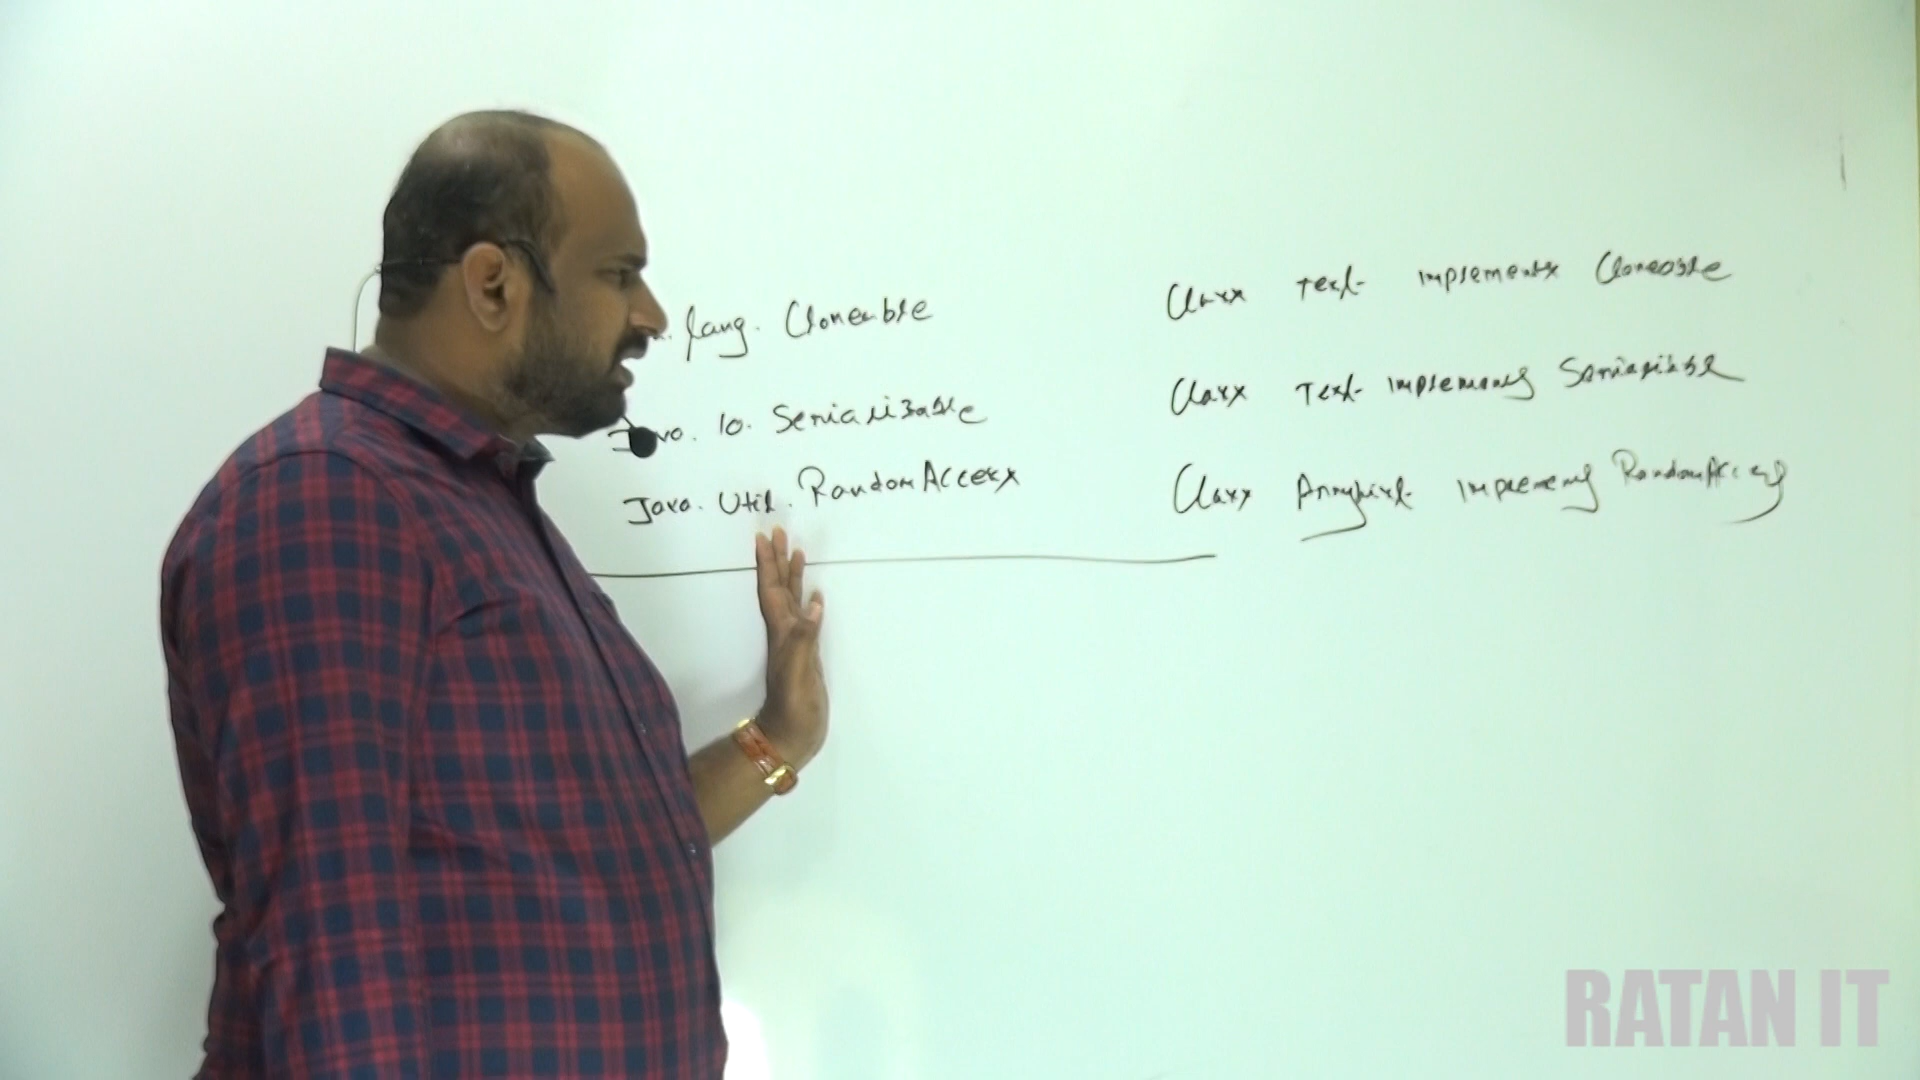 lang. Cloneable
Java. io. Serializable
Java. Util. RandomAccess
Class Test implements Cloneable
Class Test implements Serializable
Class ArrayList implements RandomAccess
RATAN IT